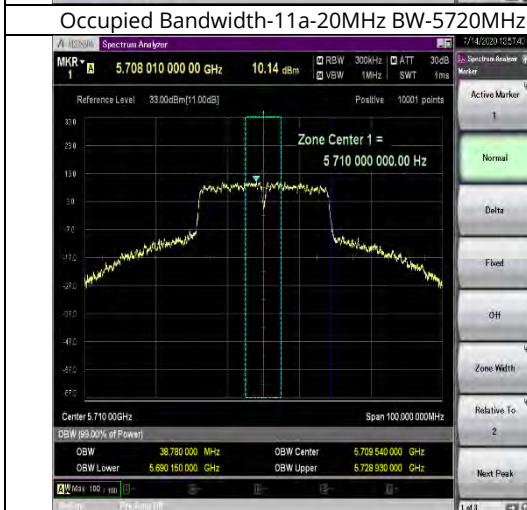 Occupied Bandwidth-11a-20MHz BW-5720MHz
Spectrum Analyzer
7/14/2020 13:57:40
MKR 1 5.708 010 000 00 GHz 10.14 dBm RBW 300kHz ATT 30dB
VBW 1MHz SWT 1ms
Spectrum Analyzer
Marker
Reference Level 33.00dBm[11.00dB] Positive 10001 points
Active Marker
1
Zone Center 1 =
5 710 000 000.00 Hz
Normal
Delta
Fixed
Off
Zone Width
Relative To
2
Next Peak
33.0
23.0
13.0
3.0
-7.0
-17.0
-27.0
-37.0
-47.0
-57.0
-67.0
Center 5.710 00GHz Span 100.000 000MHz
OBW (99.00% of Power)
OBW 38.780 000 MHz OBW Center 5.709 540 000 GHz
OBW Lower 5.690 150 000 GHz OBW Upper 5.728 930 000 GHz
Max 100 / 100
1 of 3